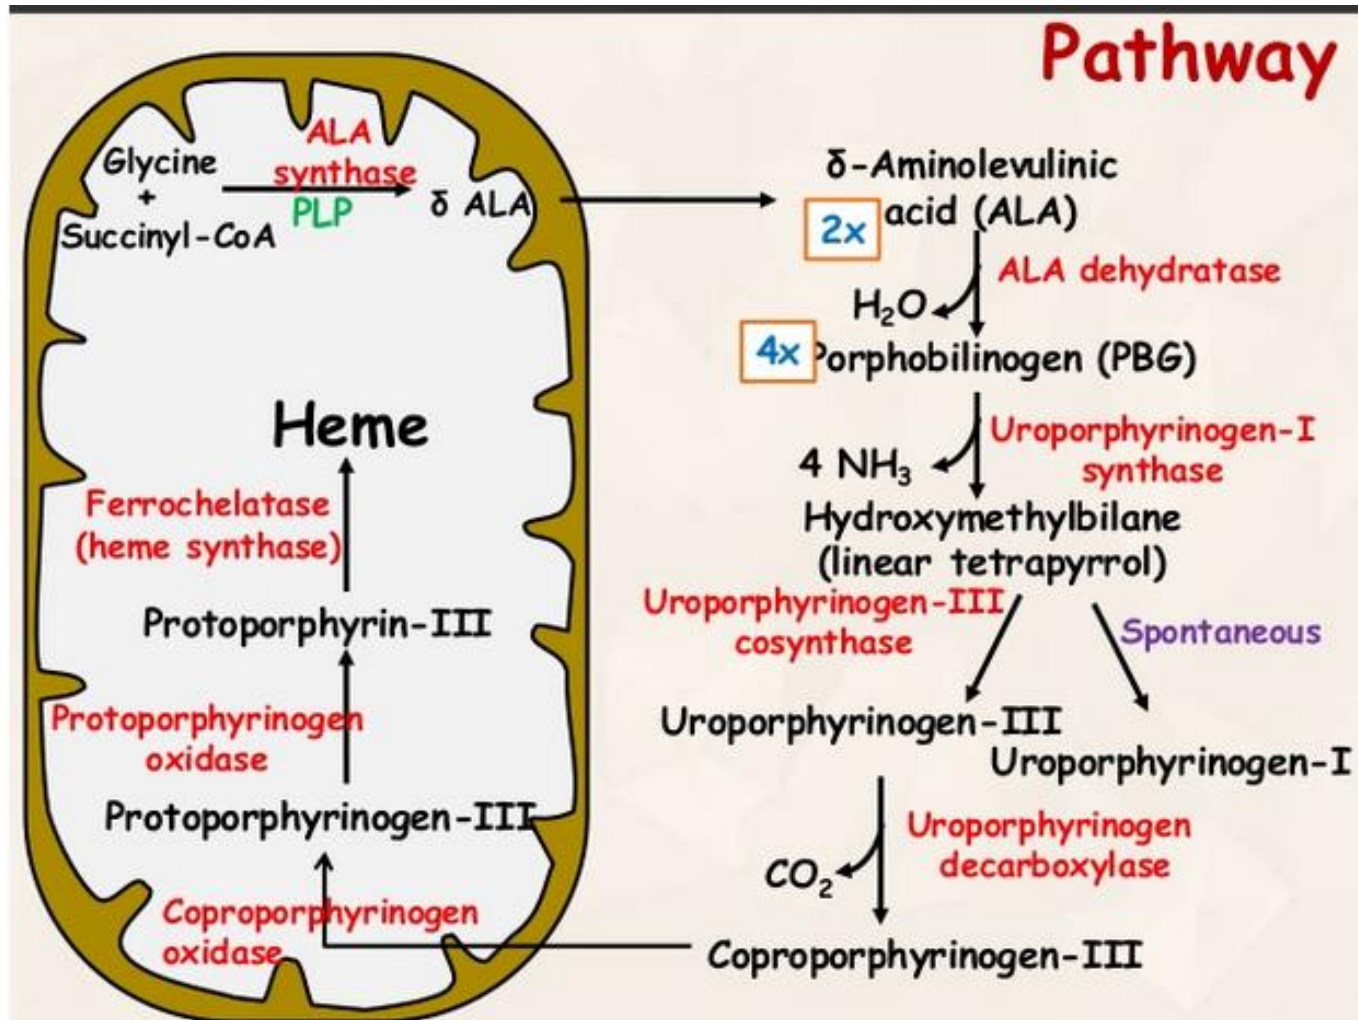 Pathway
Glycine
+
Succinyl-CoA
ALA
synthase
PLP
δ ALA
δ-Aminolevulinic
acid (ALA)
2x
ALA dehydratase
H₂O
4x
Porphobilinogen (PBG)
Uroporphyrinogen-I
synthase
4 NH₃
Hydroxymethylbilane
(linear tetrapyrrol)
Uroporphyrinogen-III
cosynthase
Spontaneous
Uroporphyrinogen-III
Uroporphyrinogen-I
Uroporphyrinogen
decarboxylase
CO₂
Coproporphyrinogen-III
Coproporphyrinogen
oxidase
Protoporphyrinogen-III
Protoporphyrinogen
oxidase
Protoporphyrin-III
Ferrochelatase
(heme synthase)
Heme